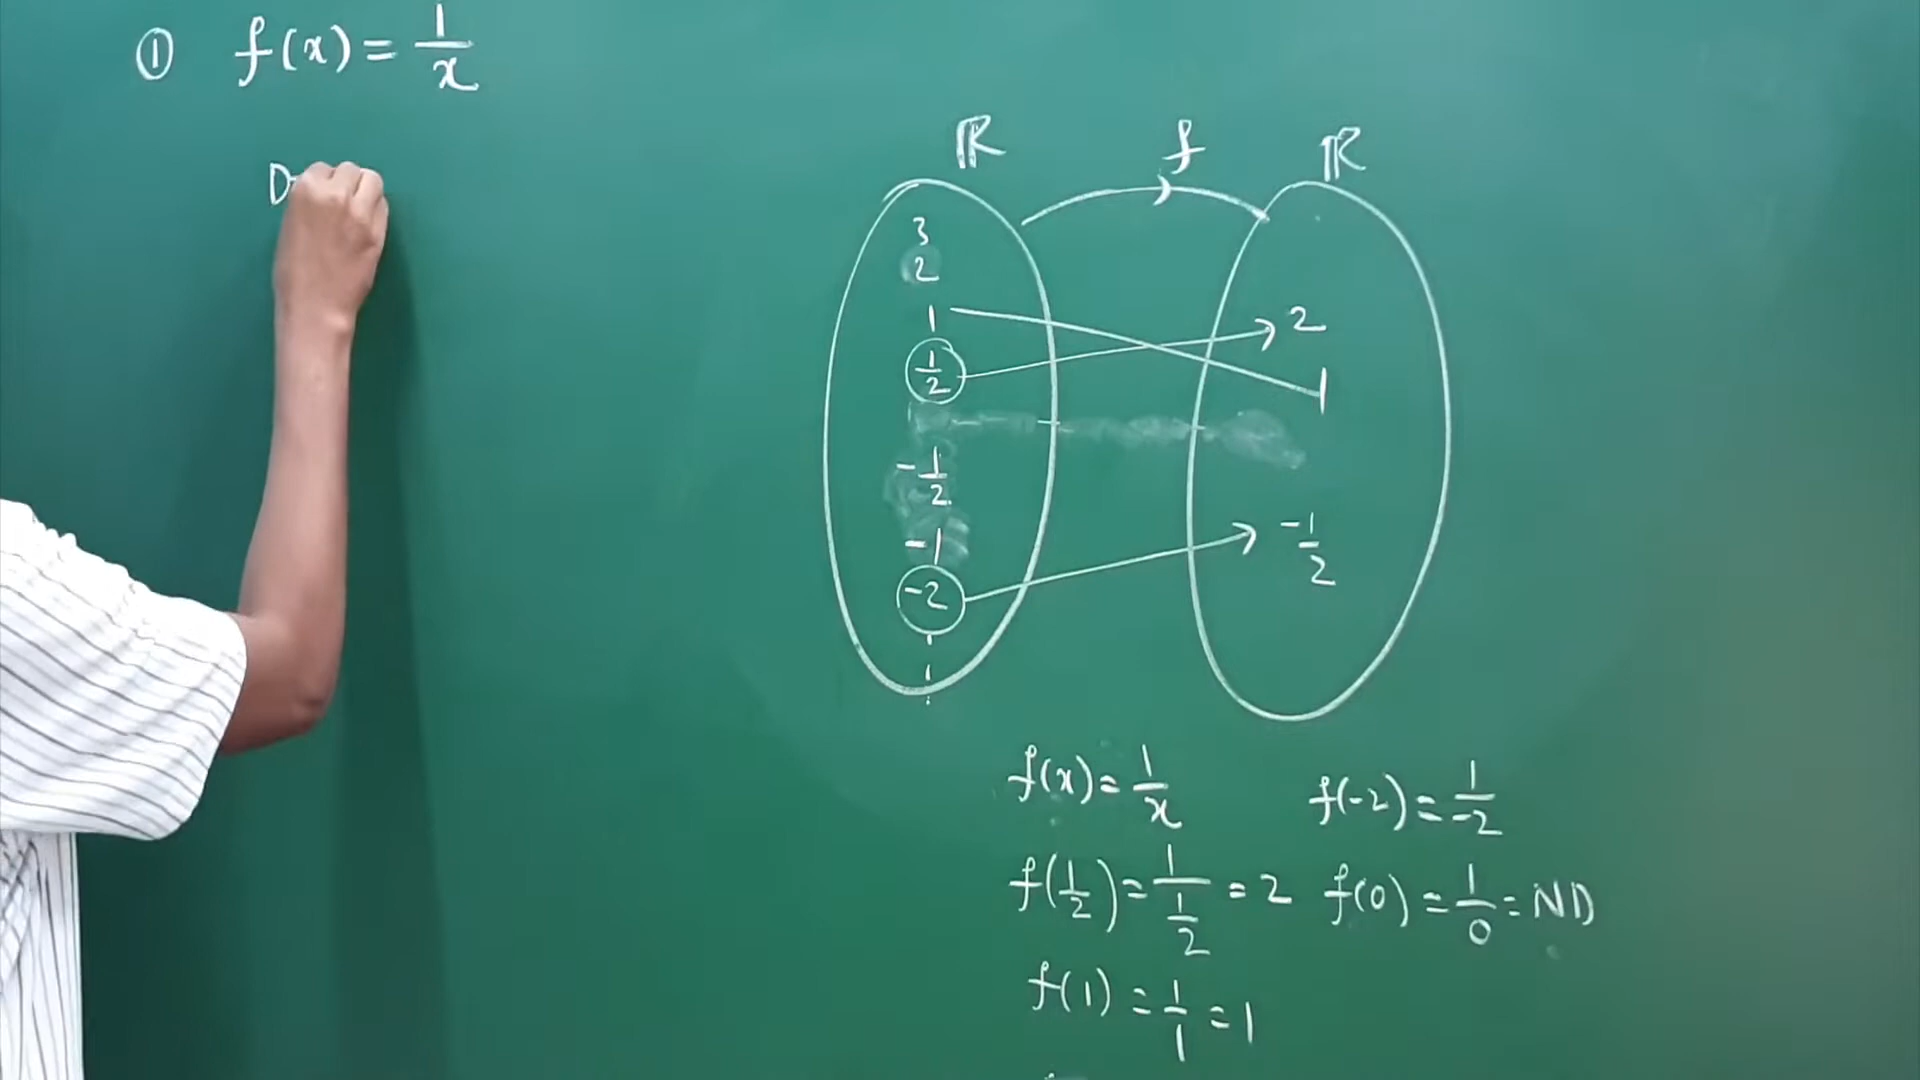 ① f(x) = 1/x
D
ℝ f ℝ
3
2
1
1/2
-1/2
-1
-2
2
1
-1/2
f(x) = 1/x
f(-2) = 1/-2
f(1/2) = 1/(1/2) = 2
f(0) = 1/0 = ND
f(1) = 1/1 = 1